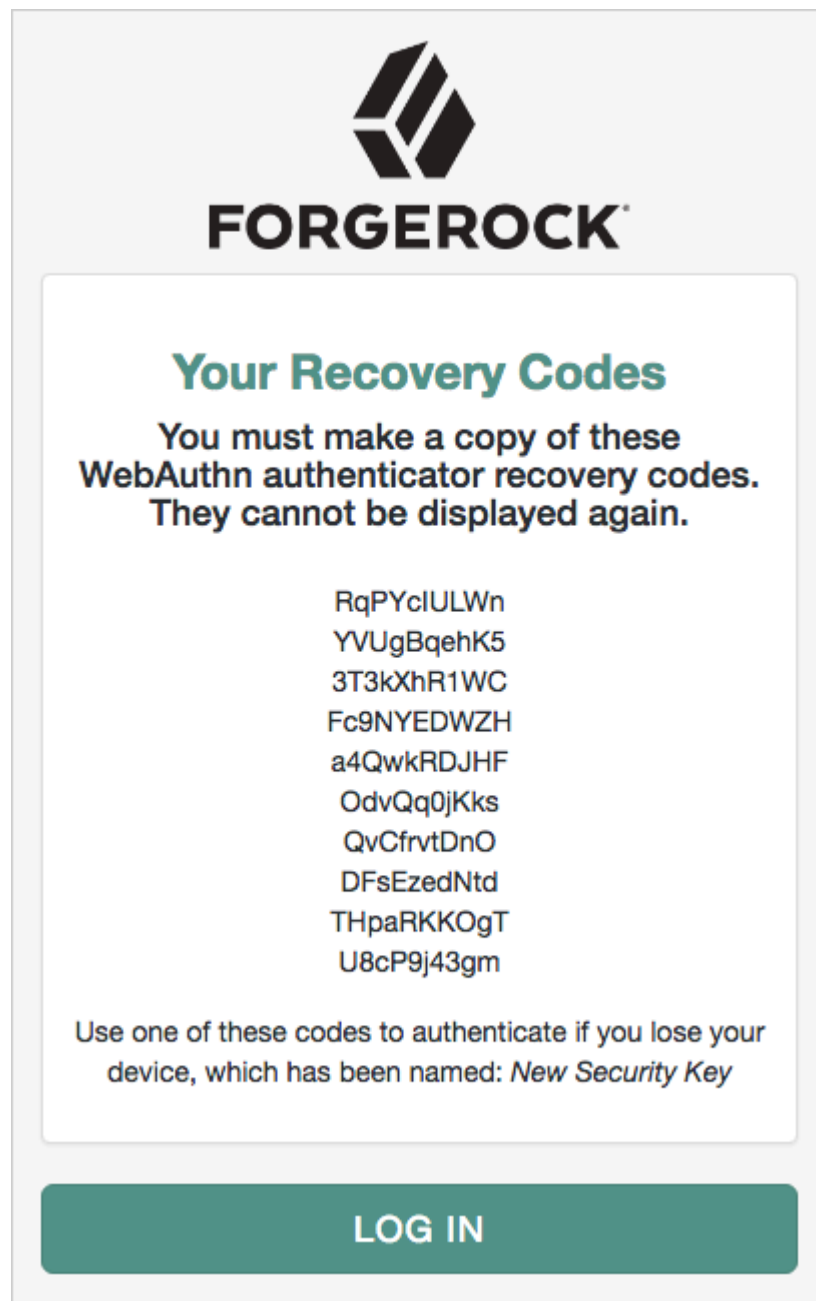 FORGEROCK
Your Recovery Codes
You must make a copy of these
WebAuthn authenticator recovery codes.
They cannot be displayed again.
RqPYcIULWn
YVUgBqehK5
3T3kXhR1WC
Fc9NYEDWZH
a4QwkRDJHF
OdvQq0jKks
QvCfrvtDnO
DFsEzedNtd
THpaRKKOgT
U8cP9j43gm
Use one of these codes to authenticate if you lose your
device, which has been named: New Security Key
LOG IN